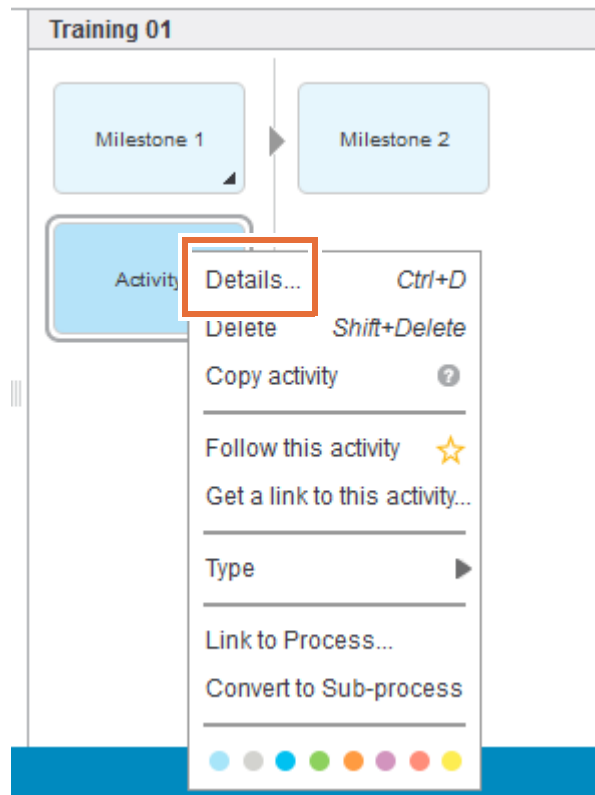 Training 01
Milestone 1
Milestone 2
Activity
Details... Ctrl+D
Delete Shift+Delete
Copy activity ?
Follow this activity
Get a link to this activity...
Type
Link to Process...
Convert to Sub-process